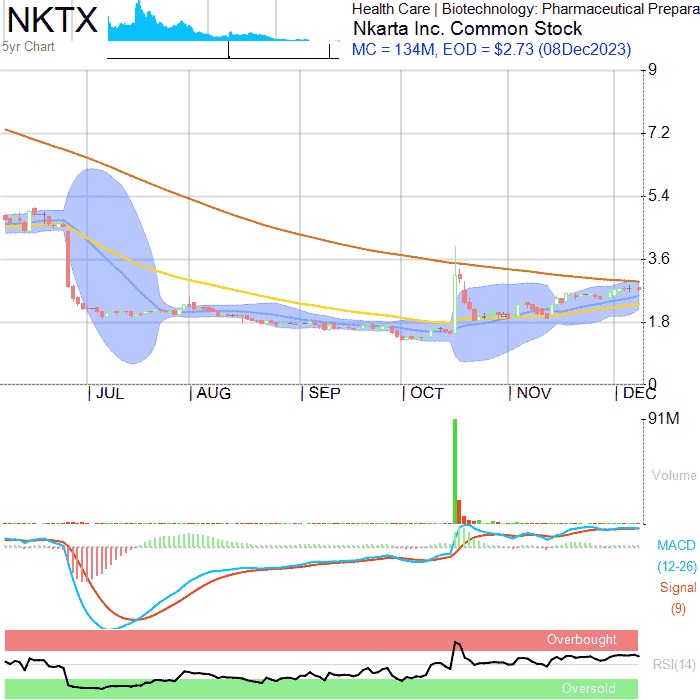 NKTX
5yr Chart
Health Care | Biotechnology: Pharmaceutical Prepara
Nkarta Inc. Common Stock
MC = 134M, EOD = $2.73 (08Dec2023)
9
7.2
5.4
3.6
1.8
0
JUL
AUG
SEP
OCT
NOV
DEC
91M
Volume
MACD
(12-26)
Signal
(9)
Overbought
RSI(14)
Oversold